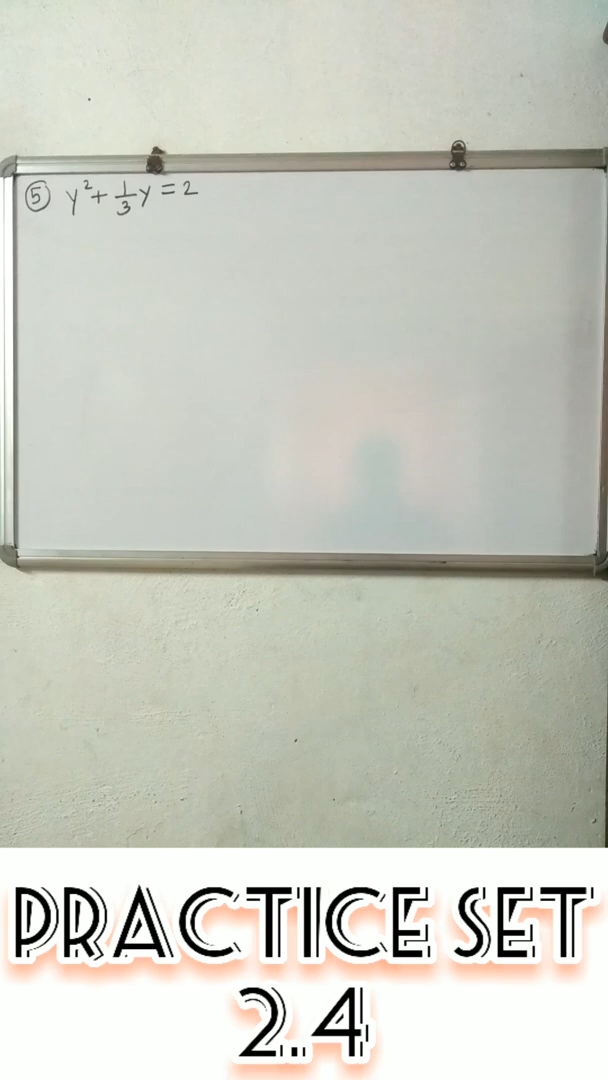 ⑤ y² + 1/3 y = 2
PRACTICE SET
2.4